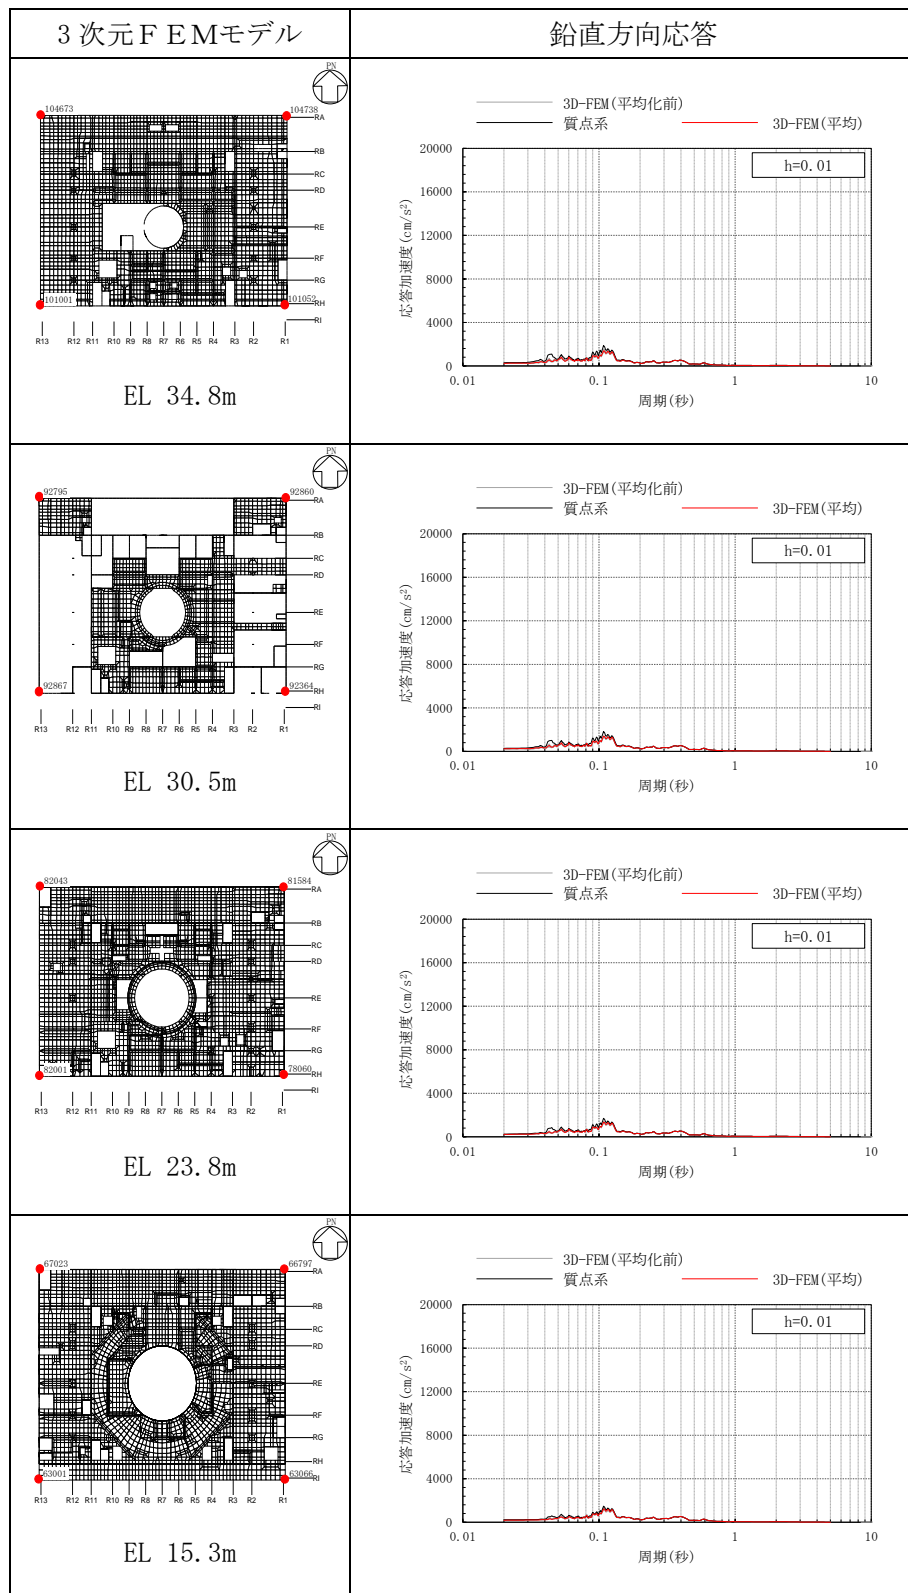 3次元ＦＥＭモデル
鉛直方向応答
PN
104673
104738
RA
RB
RC
RD
RE
RF
RG
RH
RI
101001
101052
R13 R12 R11 R10 R9 R8 R7 R6 R5 R4 R3 R2 R1
EL 34.8m
3D-FEM(平均化前)
質点系
3D-FEM(平均)
h=0.01
応答加速度(cm/s²)
20000
16000
12000
8000
4000
0
0.01 0.1 1 10
周期(秒)
PN
92795
92860
RA
RB
RC
RD
RE
RF
RG
RH
RI
92867
92364
R13 R12 R11 R10 R9 R8 R7 R6 R5 R4 R3 R2 R1
EL 30.5m
3D-FEM(平均化前)
質点系
3D-FEM(平均)
h=0.01
応答加速度(cm/s²)
20000
16000
12000
8000
4000
0
0.01 0.1 1 10
周期(秒)
PN
82043
81584
RA
RB
RC
RD
RE
RF
RG
RH
RI
82001
78060
R13 R12 R11 R10 R9 R8 R7 R6 R5 R4 R3 R2 R1
EL 23.8m
3D-FEM(平均化前)
質点系
3D-FEM(平均)
h=0.01
応答加速度(cm/s²)
20000
16000
12000
8000
4000
0
0.01 0.1 1 10
周期(秒)
PN
67023
66797
RA
RB
RC
RD
RE
RF
RG
RH
RI
63001
63066
R13 R12 R11 R10 R9 R8 R7 R6 R5 R4 R3 R2 R1
EL 15.3m
3D-FEM(平均化前)
質点系
3D-FEM(平均)
h=0.01
応答加速度(cm/s²)
20000
16000
12000
8000
4000
0
0.01 0.1 1 10
周期(秒)